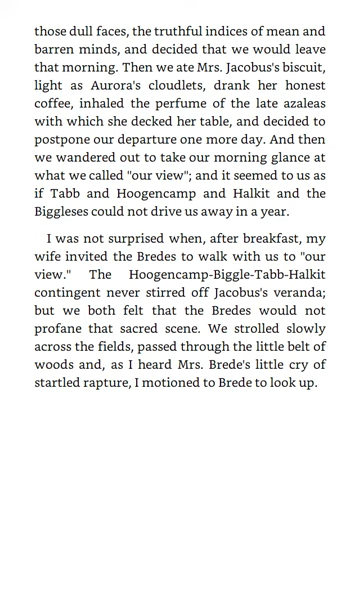 those dull faces, the truthful indices of mean and
barren minds, and decided that we would leave
that morning. Then we ate Mrs. Jacobus's biscuit,
light as Aurora's cloudlets, drank her honest
coffee, inhaled the perfume of the late azaleas
with which she decked her table, and decided to
postpone our departure one more day. And then
we wandered out to take our morning glance at
what we called "our view"; and it seemed to us as
if Tabb and Hoogencamp and Halkit and the
Biggleses could not drive us away in a year.
I was not surprised when, after breakfast, my
wife invited the Bredes to walk with us to "our
view." The Hoogencamp-Biggle-Tabb-Halkit
contingent never stirred off Jacobus's veranda;
but we both felt that the Bredes would not
profane that sacred scene. We strolled slowly
across the fields, passed through the little belt of
woods and, as I heard Mrs. Brede's little cry of
startled rapture, I motioned to Brede to look up.